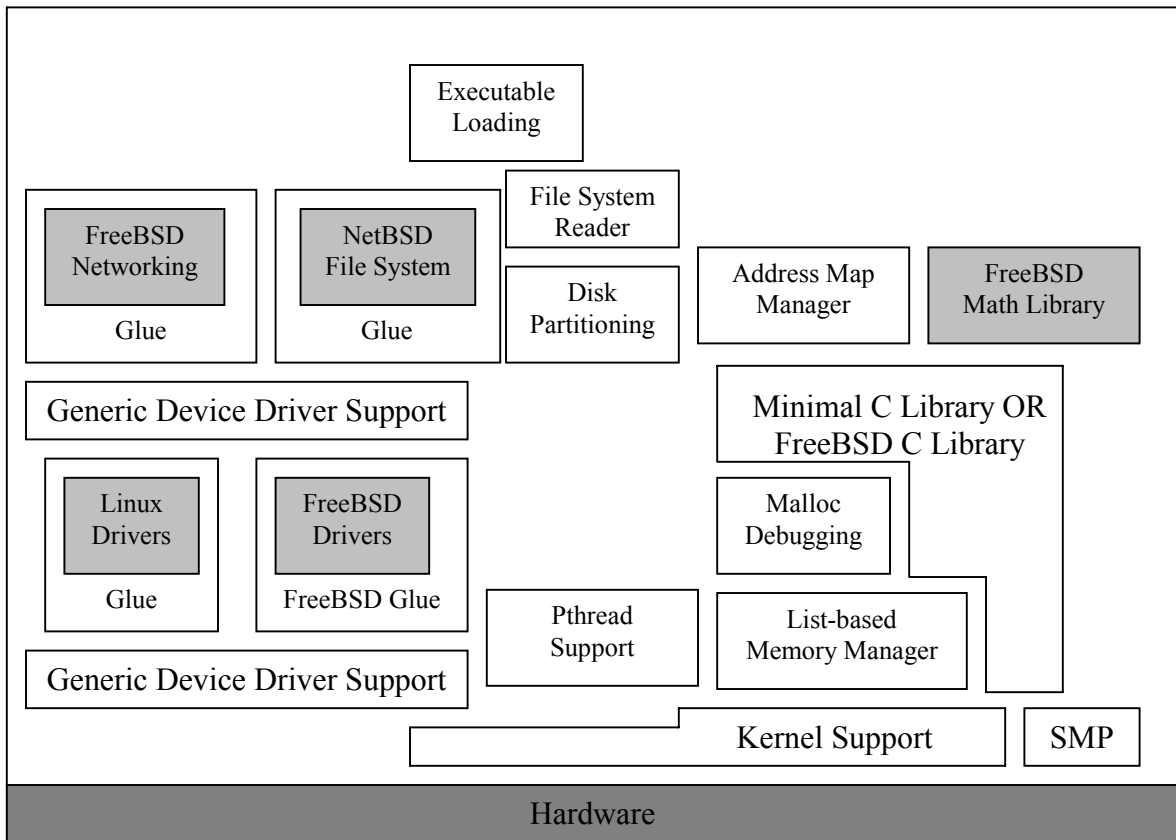 Executable
Loading
File System
Reader
FreeBSD
Networking
Glue
NetBSD
File System
Glue
Disk
Partitioning
Address Map
Manager
FreeBSD
Math Library
Generic Device Driver Support
Minimal C Library OR
FreeBSD C Library
Linux
Drivers
Glue
FreeBSD
Drivers
FreeBSD Glue
Malloc
Debugging
Pthread
Support
List-based
Memory Manager
Generic Device Driver Support
Kernel Support
SMP
Hardware